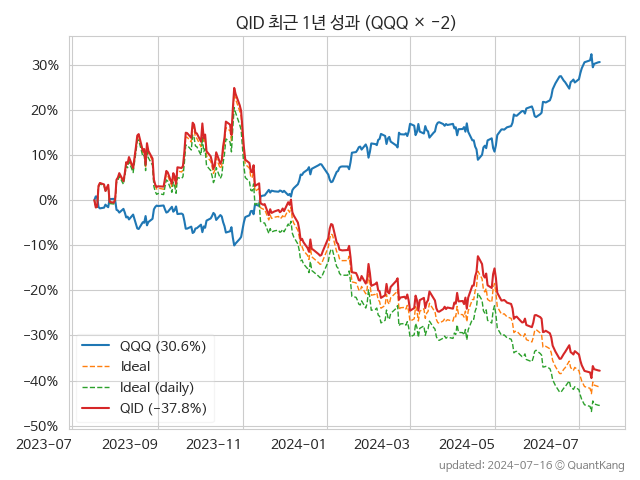 QID 최근 1년 성과 (QQQ × −2)
30%
20%
10%
0%
−10%
−20%
−30%
−40%
−50%
QQQ (30.6%)
Ideal
Ideal (daily)
QID (−37.8%)
2023-07
2023-09
2023-11
2024-01
2024-03
2024-05
2024-07
updated: 2024-07-16 © QuantKang